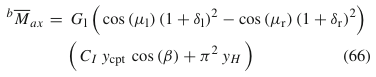 ᵇM̅ₐₓ = G₁ ( cos (μₗ) (1 + δₗ)² − cos (μᵣ) (1 + δᵣ)² )
( C_I y_cpt cos (β) + π² y_H ) (66)